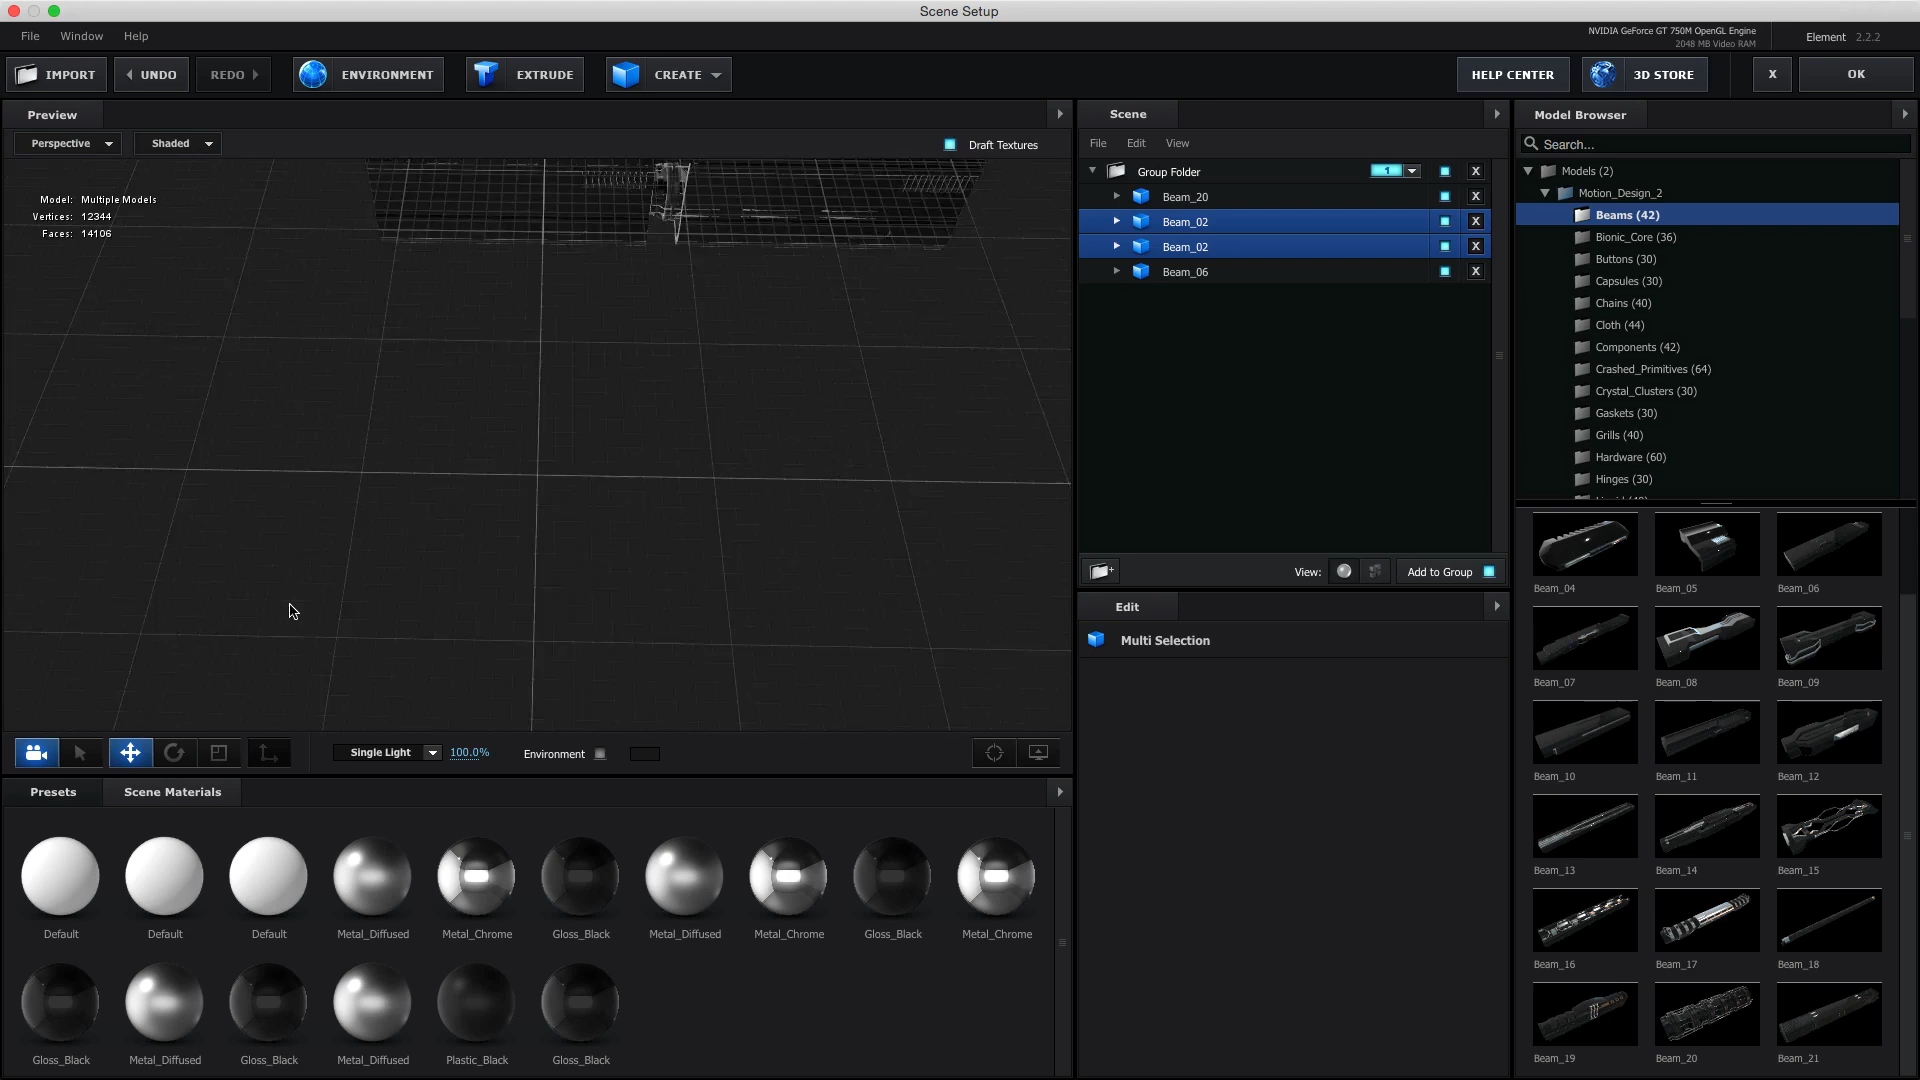 Scene Setup
File Window Help
NVIDIA GeForce GT 750M OpenGL Engine
2048 MB Video RAM
Element 2.2.2
IMPORT UNDO REDO ENVIRONMENT EXTRUDE CREATE HELP CENTER 3D STORE X OK
Preview
Perspective Shaded Draft Textures
Model: Multiple Models
Vertices: 12344
Faces: 14106
Single Light 100.0% Environment
Presets Scene Materials
Default Default Default Metal_Diffused Metal_Chrome Gloss_Black Metal_Diffused Metal_Chrome Gloss_Black Metal_Chrome
Gloss_Black Metal_Diffused Gloss_Black Metal_Diffused Plastic_Black Gloss_Black
Scene
File Edit View
Group Folder 1 X
Beam_20 X
Beam_02 X
Beam_02 X
Beam_06 X
View: Add to Group
Edit
Multi Selection
Model Browser
Search...
Models (2)
Motion_Design_2
Beams (42)
Bionic_Core (36)
Buttons (30)
Capsules (30)
Chains (40)
Cloth (44)
Components (42)
Crashed_Primitives (64)
Crystal_Clusters (30)
Gaskets (30)
Grills (40)
Hardware (60)
Hinges (30)
Beam_04 Beam_05 Beam_06
Beam_07 Beam_08 Beam_09
Beam_10 Beam_11 Beam_12
Beam_13 Beam_14 Beam_15
Beam_16 Beam_17 Beam_18
Beam_19 Beam_20 Beam_21